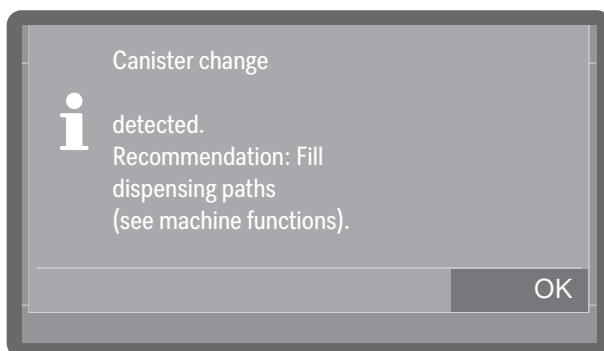 Canister change
detected.
Recommendation: Fill
dispensing paths
(see machine functions).
OK